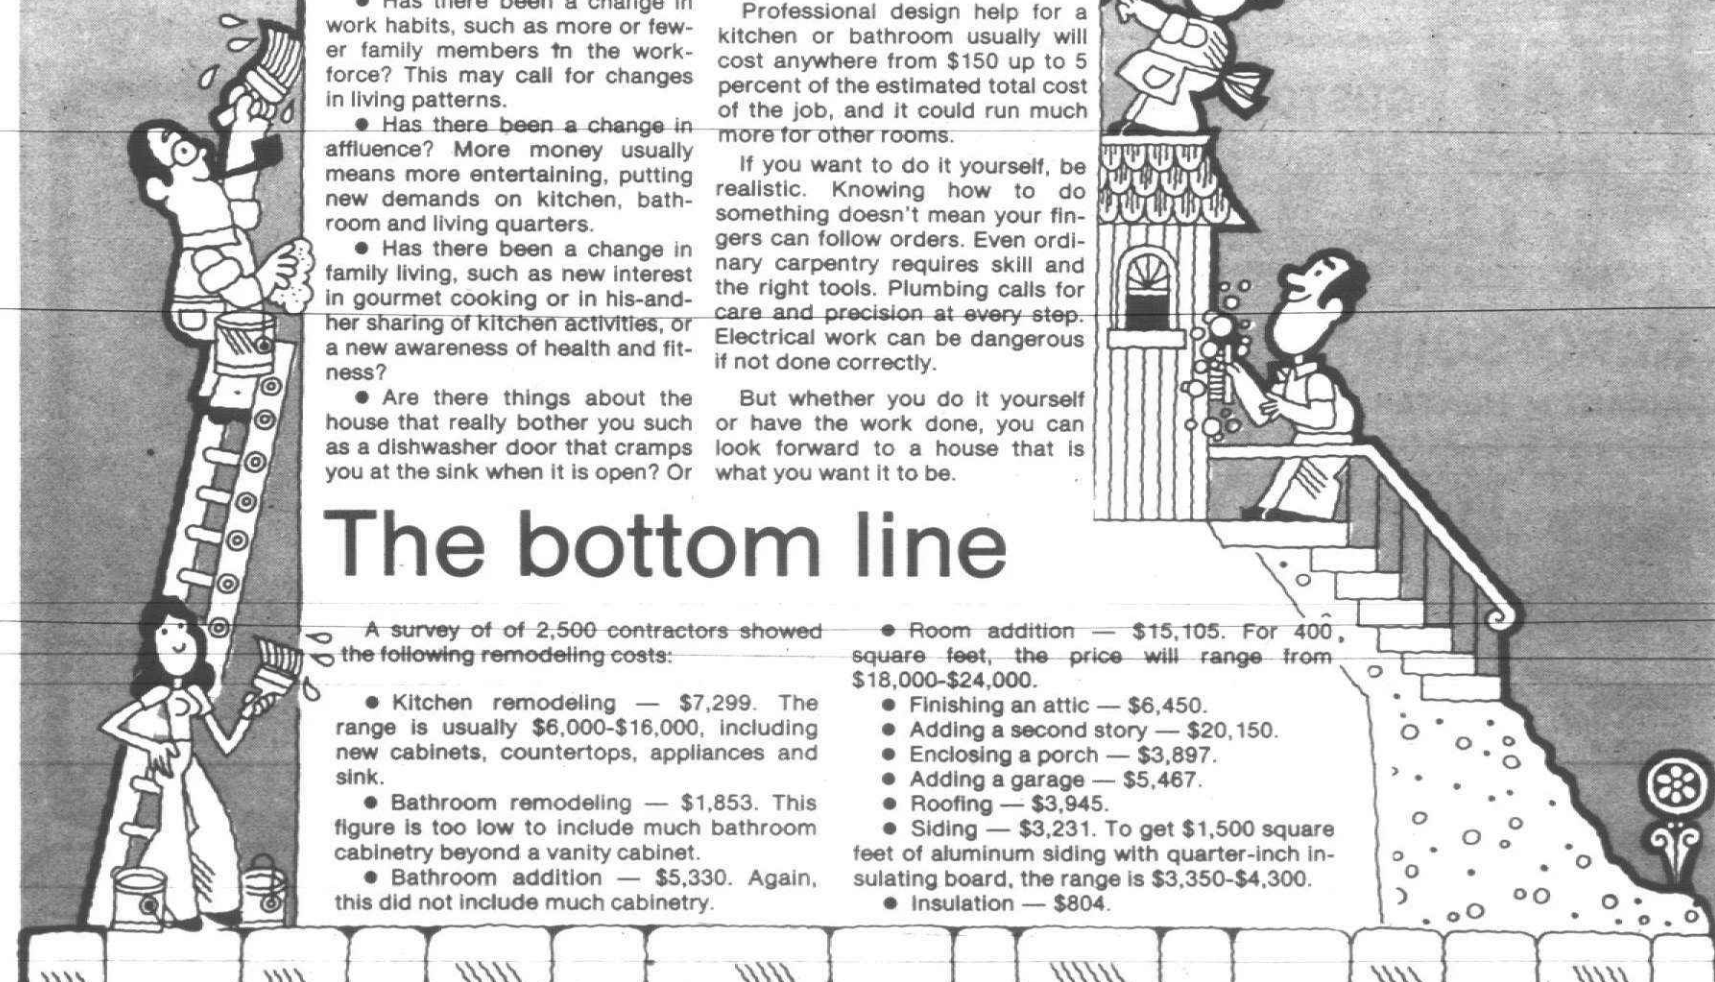 ● Has there been a change in
work habits, such as more or few-
er family members in the work-
force? This may call for changes
in living patterns.
● Has there been a change in
affluence? More money usually
means more entertaining, putting
new demands on kitchen, bath-
room and living quarters.
● Has there been a change in
family living, such as new interest
in gourmet cooking or in his-and-
her sharing of kitchen activities, or
a new awareness of health and fit-
ness?
● Are there things about the
house that really bother you such
as a dishwasher door that cramps
you at the sink when it is open? Or
Professional design help for a
kitchen or bathroom usually will
cost anywhere from $150 up to 5
percent of the estimated total cost
of the job, and it could run much
more for other rooms.
If you want to do it yourself, be
realistic. Knowing how to do
something doesn't mean your fin-
gers can follow orders. Even ordi-
nary carpentry requires skill and
the right tools. Plumbing calls for
care and precision at every step.
Electrical work can be dangerous
if not done correctly.
But whether you do it yourself
or have the work done, you can
look forward to a house that is
what you want it to be.
The bottom line
A survey of of 2,500 contractors showed
the following remodeling costs:
● Kitchen remodeling — $7,299. The
range is usually $6,000-$16,000, including
new cabinets, countertops, appliances and
sink.
● Bathroom remodeling — $1,853. This
figure is too low to include much bathroom
cabinetry beyond a vanity cabinet.
● Bathroom addition — $5,330. Again,
this did not include much cabinetry.
● Room addition — $15,105. For 400
square feet, the price will range from
$18,000-$24,000.
● Finishing an attic — $6,450.
● Adding a second story — $20,150.
● Enclosing a porch — $3,897.
● Adding a garage — $5,467.
● Roofing — $3,945.
● Siding — $3,231. To get $1,500 square
feet of aluminum siding with quarter-inch in-
sulating board, the range is $3,350-$4,300.
● Insulation — $804.